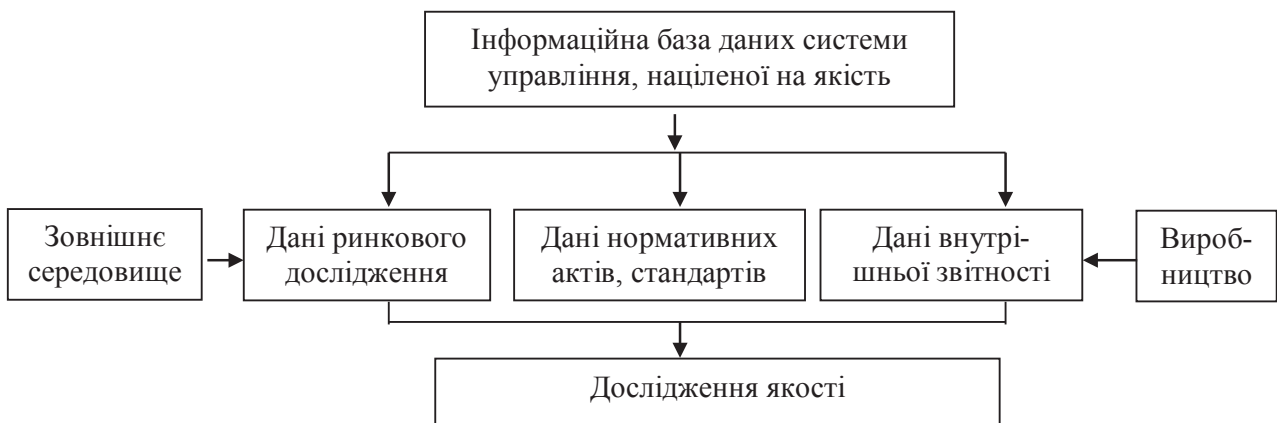 Інформаційна база даних системи
управління, націленої на якість
Зовнішнє
середовище
Дані ринкового
дослідження
Дані нормативних
актів, стандартів
Дані внутрі-
шньої звітності
Вироб-
ництво
Дослідження якості